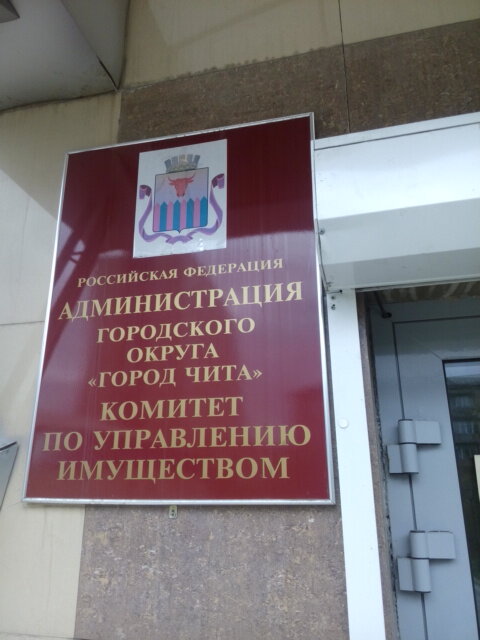 РОССИЙСКАЯ ФЕДЕРАЦИЯ
АДМИНИСТРАЦИЯ
ГОРОДСКОГО
ОКРУГА
«ГОРОД ЧИТА»
КОМИТЕТ
ПО УПРАВЛЕНИЮ
ИМУЩЕСТВОМ